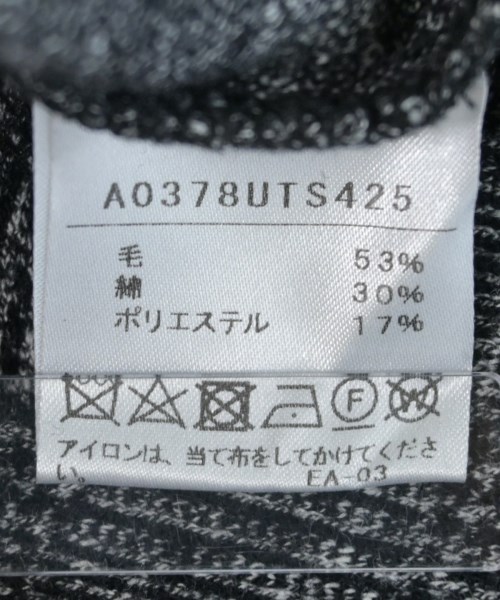 A0378UTS425
毛 53%
綿 30%
ポリエステル 17%
F W
アイロンは、当て布をしてかけてくださ
い。 EA-03